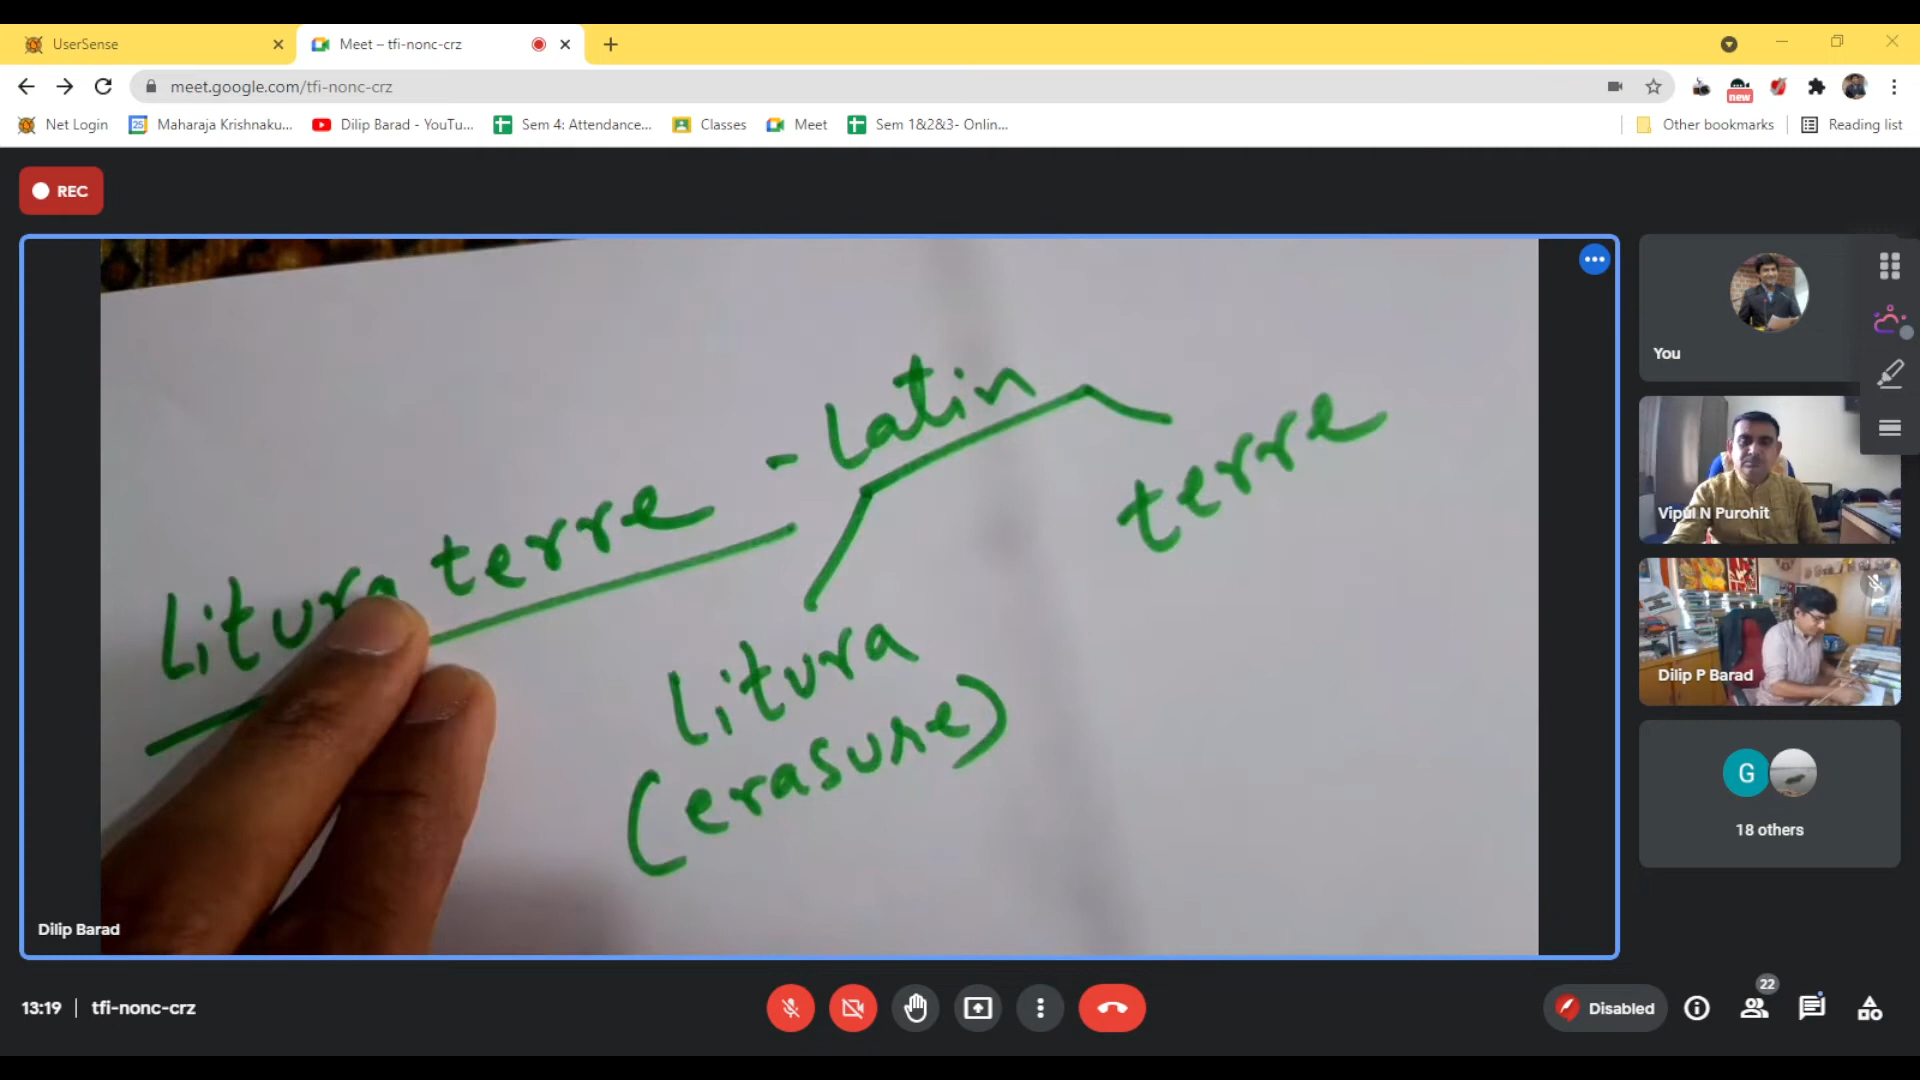 UserSense
Meet – tfi-nonc-crz
meet.google.com/tfi-nonc-crz
new
Net Login
25
Maharaja Krishnaku...
Dilip Barad - YouTu...
Sem 4: Attendance...
Classes
Meet
Sem 1&2&3- Onlin...
Other bookmarks
Reading list
REC
Litura terre - Latin
terre
Litura
(erasure)
Dilip Barad
You
Vipul N Purohit
Dilip P Barad
G
18 others
13:19 | tfi-nonc-crz
Disabled
22